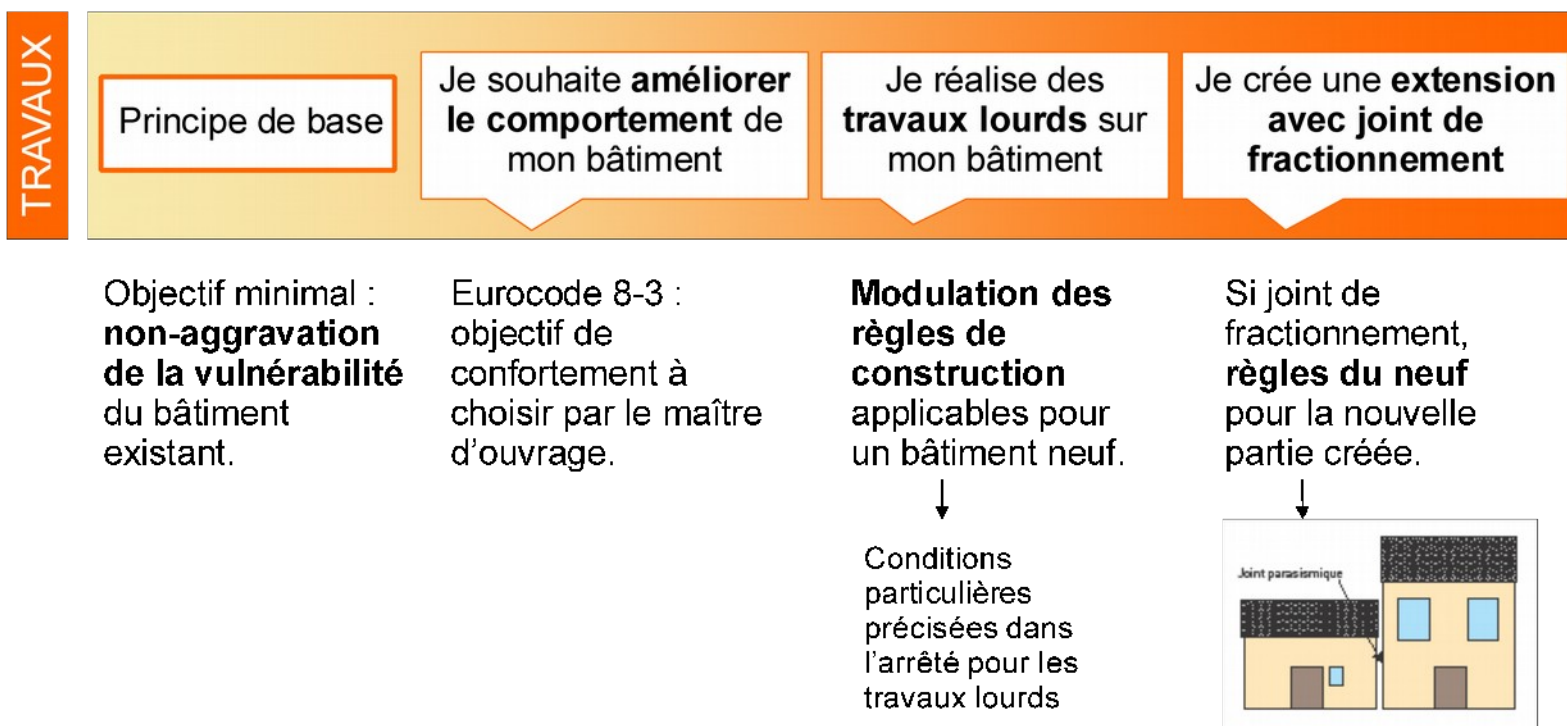 TRAVAUX
Principe de base
Je souhaite améliorer
le comportement de
mon bâtiment
Je réalise des
travaux lourds sur
mon bâtiment
Je crée une extension
avec joint de
fractionnement
Objectif minimal :
non-aggravation
de la vulnérabilité
du bâtiment
existant.
Eurocode 8-3 :
objectif de
confortement à
choisir par le maître
d'ouvrage.
Modulation des
règles de
construction
applicables pour
un bâtiment neuf.
Conditions
particulières
précisées dans
l'arrêté pour les
travaux lourds
Si joint de
fractionnement,
règles du neuf
pour la nouvelle
partie créée.
Joint parasismique